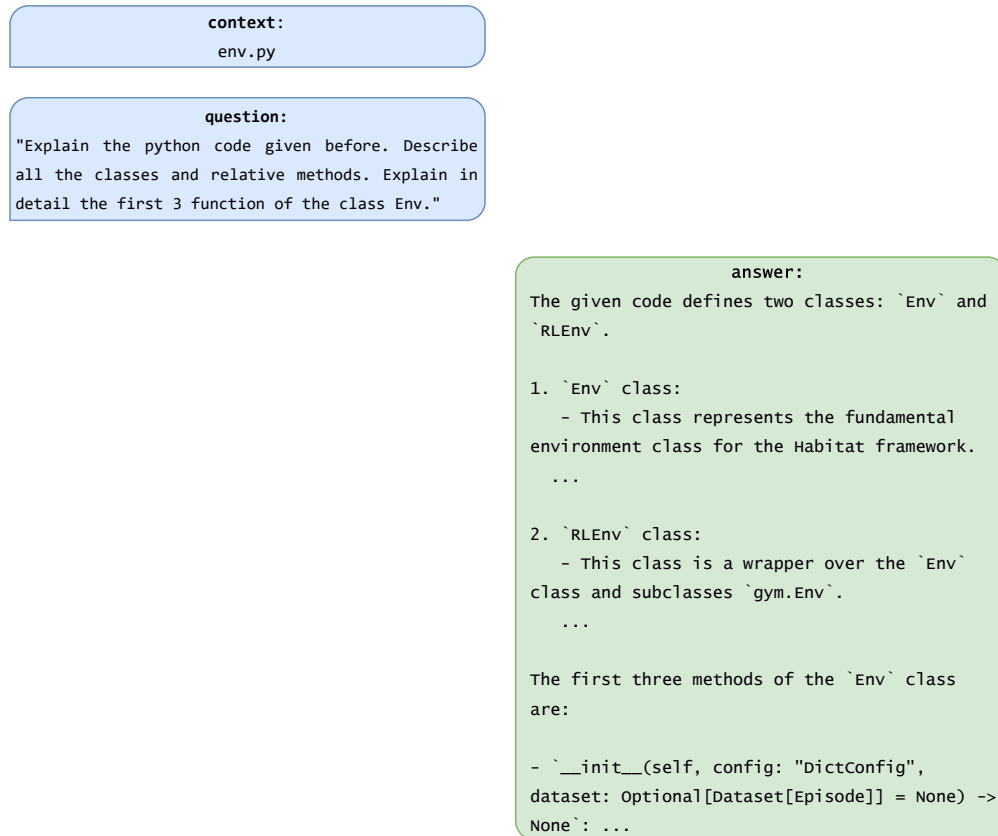 context:
env.py
question:
"Explain the python code given before. Describe
all the classes and relative methods. Explain in
detail the first 3 function of the class Env."
answer:
The given code defines two classes: `Env` and
`RLEnv`.
1. `Env` class:
- This class represents the fundamental
environment class for the Habitat framework.
...
2. `RLEnv` class:
- This class is a wrapper over the `Env`
class and subclasses `gym.Env`.
...
The first three methods of the `Env` class
are:
- `__init__(self, config: "DictConfig",
dataset: Optional[Dataset[Episode]] = None) ->
None`: ...